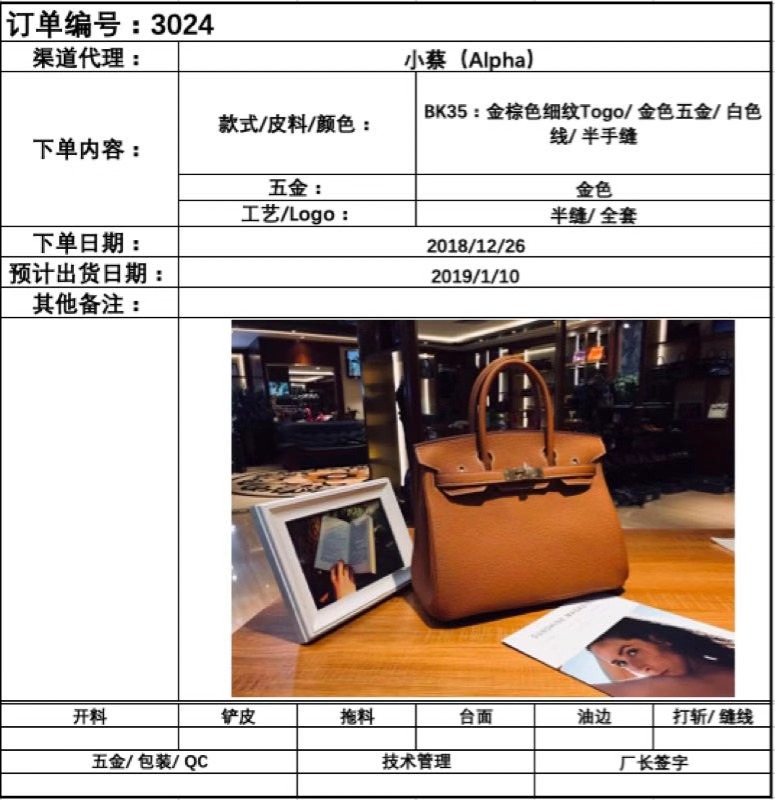 订单编号：3024
渠道代理： 小蔡（Alpha）
下单内容：
款式/皮料/颜色：
BK35：金棕色细纹Togo/ 金色五金/ 白色
线/ 半手缝
五金： 金色
工艺/Logo： 半缝/ 全套
下单日期： 2018/12/26
预计出货日期： 2019/1/10
其他备注：
开料 铲皮 拖料 台面 油边 打斩/ 缝线
五金/ 包装/ QC 技术管理 厂长签字